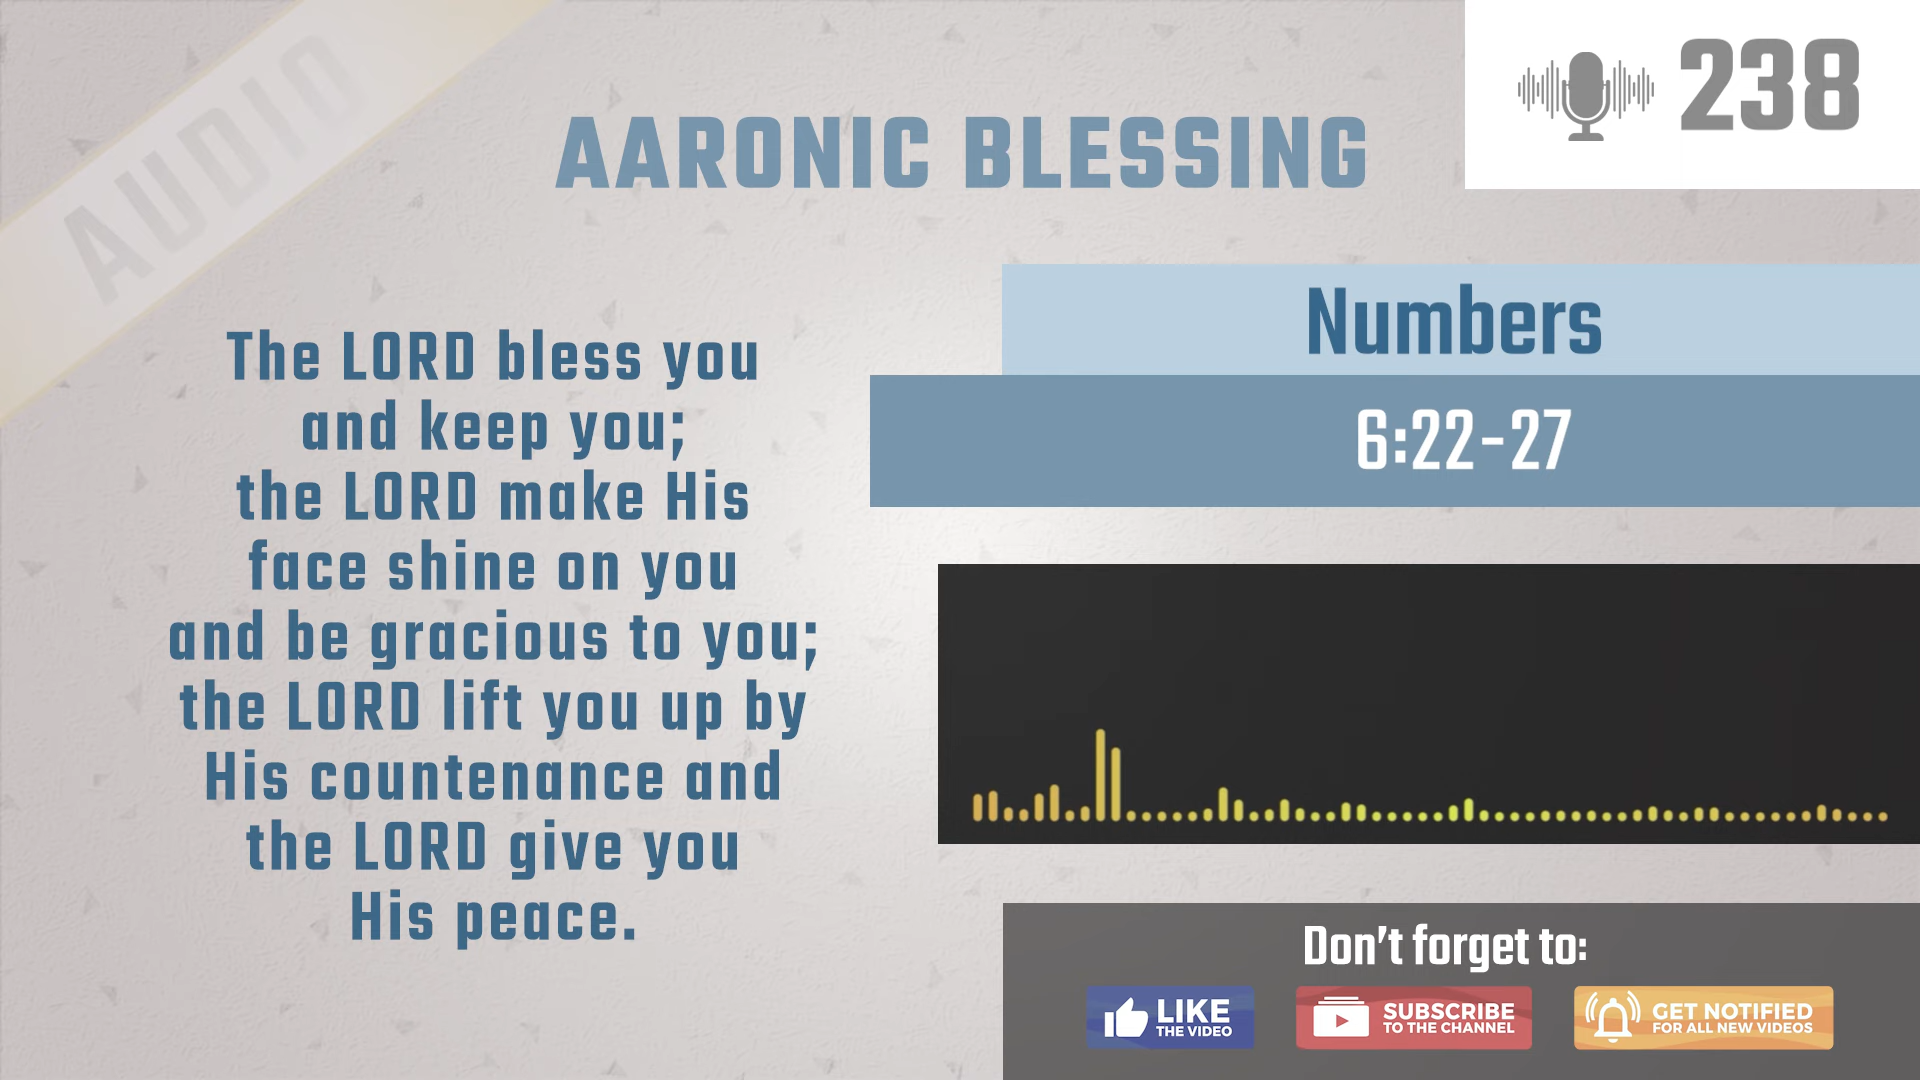 AUDIO
238
AARONIC BLESSING
Numbers
6:22-27
The LORD bless you
and keep you;
the LORD make His
face shine on you
and be gracious to you;
the LORD lift you up by
His countenance and
the LORD give you
His peace.
Don't forget to:
LIKE
THE VIDEO
SUBSCRIBE
TO THE CHANNEL
GET NOTIFIED
FOR ALL NEW VIDEOS